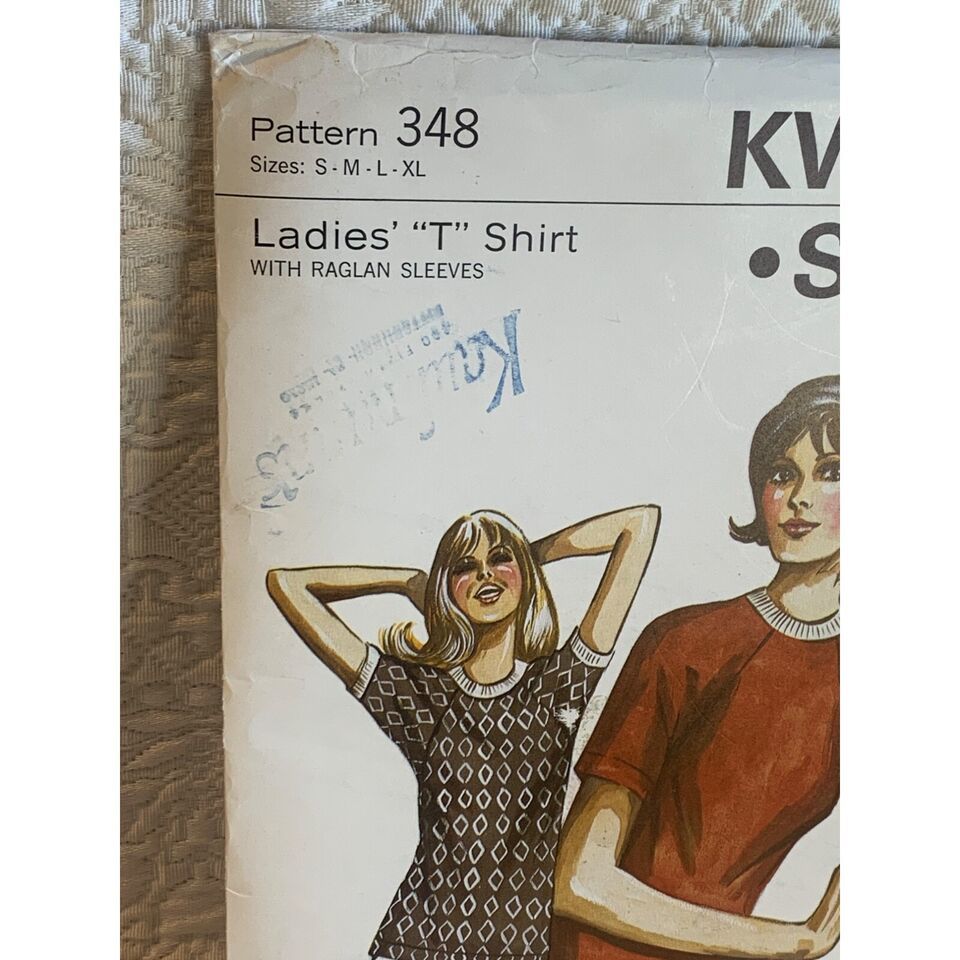 Pattern 348
Sizes: S - M - L - XL
KW
Ladies' “T” Shirt
WITH RAGLAN SLEEVES
•S